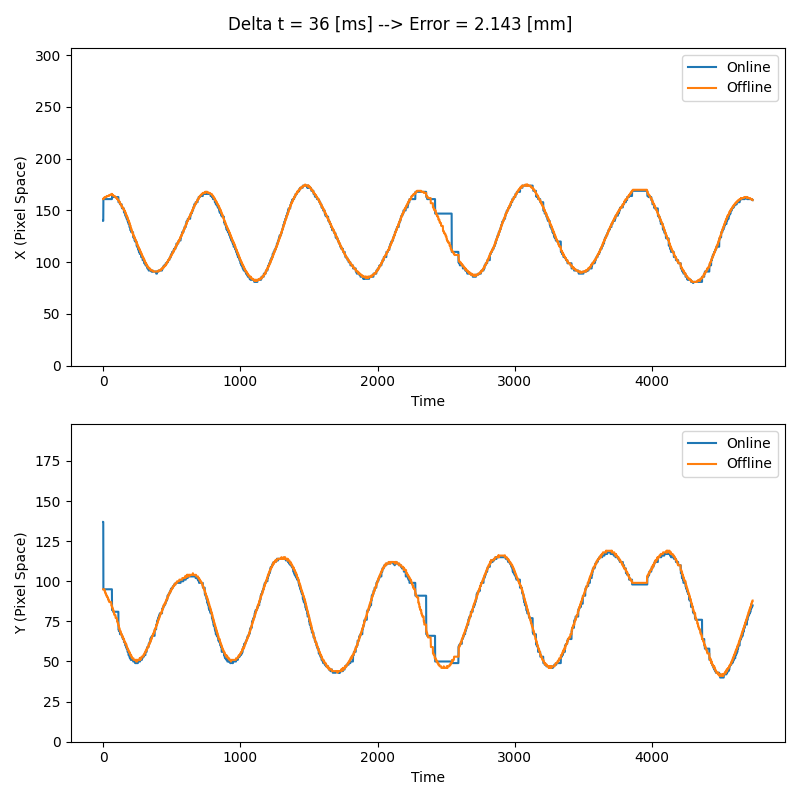 Delta t = 36 [ms] --> Error = 2.143 [mm]
300
250
200
150
100
50
0
X (Pixel Space)
Online
Offline
0
1000
2000
3000
4000
Time
175
150
125
100
75
50
25
0
Y (Pixel Space)
Online
Offline
0
1000
2000
3000
4000
Time